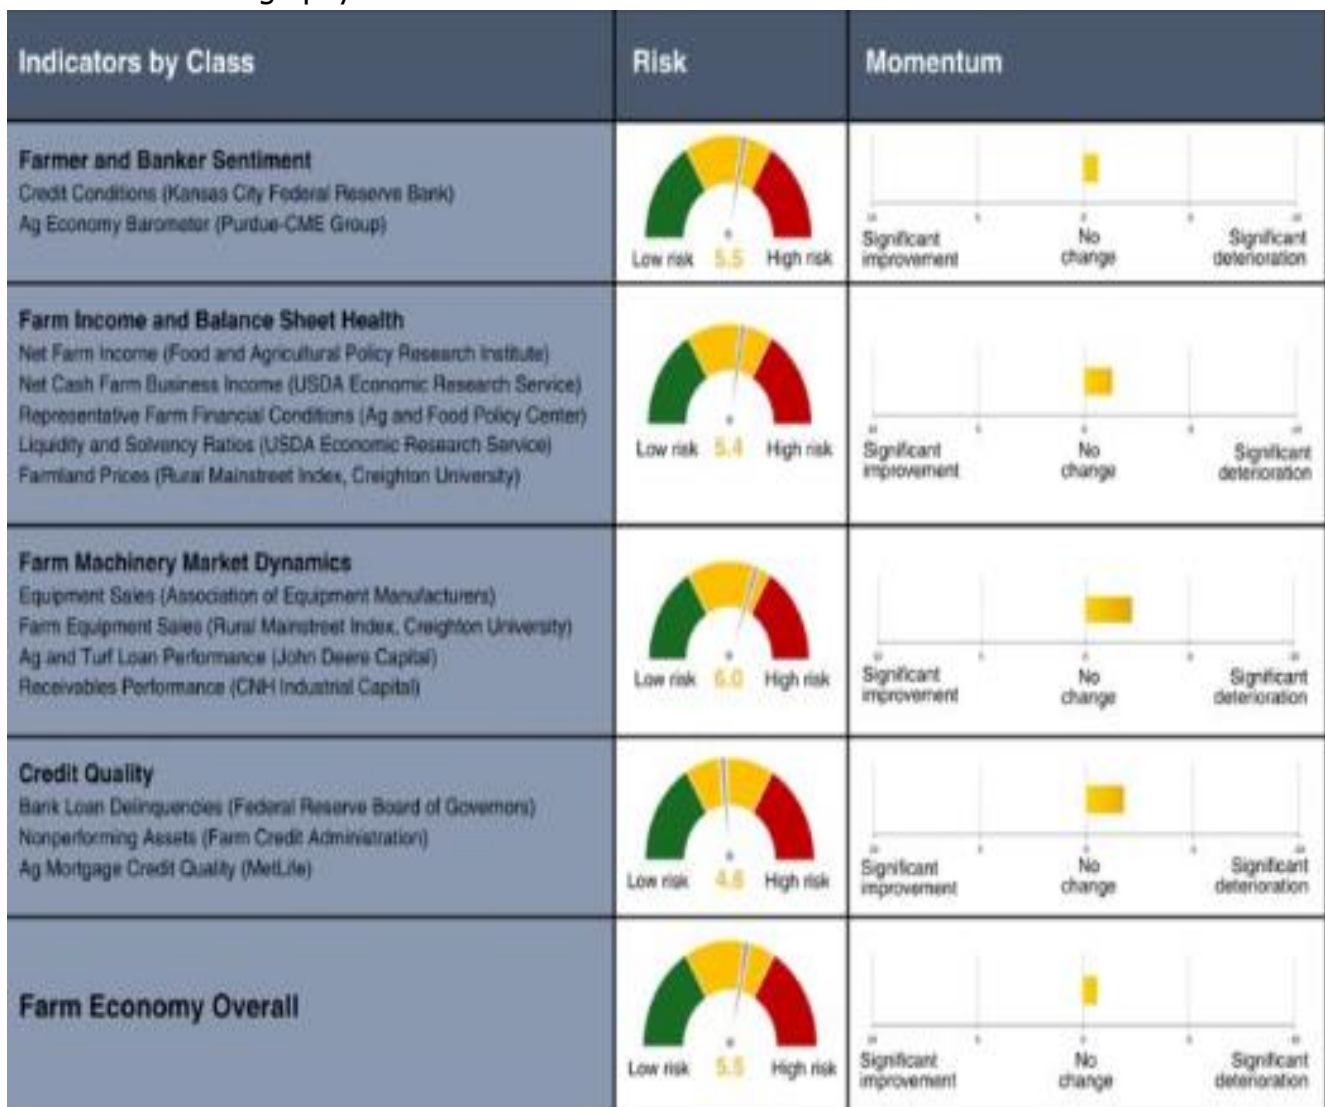 Indicators by Class
Risk
Momentum
Farmer and Banker Sentiment
Credit Conditions (Kansas City Federal Reserve Bank)
Ag Economy Barometer (Purdue-CME Group)
Low risk 5.5 High risk
Significant improvement
No change
Significant deterioration
Farm Income and Balance Sheet Health
Net Farm Income (Food and Agricultural Policy Research Institute)
Net Cash Farm Business Income (USDA Economic Research Service)
Representative Farm Financial Conditions (Ag and Food Policy Center)
Liquidity and Solvency Ratios (USDA Economic Research Service)
Farmland Prices (Rural Mainstreet Index, Creighton University)
Low risk 5.4 High risk
Significant improvement
No change
Significant deterioration
Farm Machinery Market Dynamics
Equipment Sales (Association of Equipment Manufacturers)
Farm Equipment Sales (Rural Mainstreet Index, Creighton University)
Ag and Turf Loan Performance (John Deere Capital)
Receivables Performance (CNH Industrial Capital)
Low risk 6.0 High risk
Significant improvement
No change
Significant deterioration
Credit Quality
Bank Loan Delinquencies (Federal Reserve Board of Governors)
Nonperforming Assets (Farm Credit Administration)
Ag Mortgage Credit Quality (MetLife)
Low risk High risk
Significant improvement
No change
Significant deterioration
Farm Economy Overall
Low risk 5.5 High risk
Significant improvement
No change
Significant deterioration